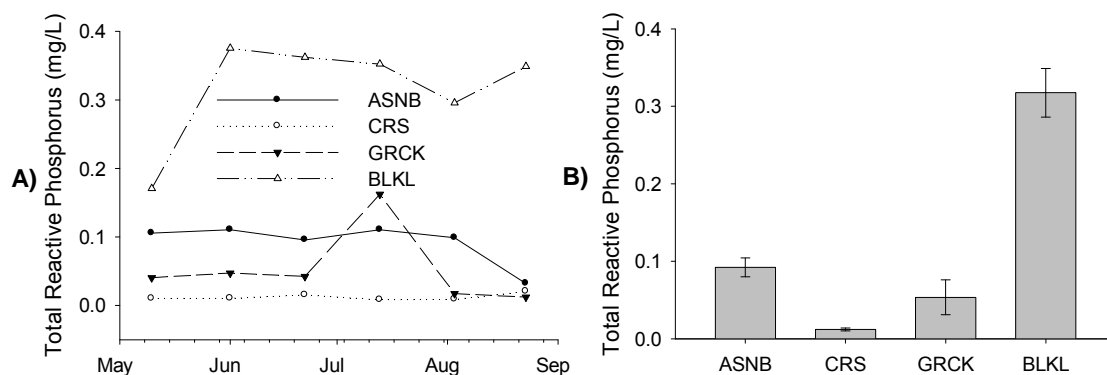 A)
Total Reactive Phosphorus (mg/L)
0.4
0.3
0.2
0.1
0.0
May Jun Jul Aug Sep
ASNB
CRS
GRCK
BLKL
B)
Total Reactive Phosphorus (mg/L)
0.4
0.3
0.2
0.1
0.0
ASNB CRS GRCK BLKL